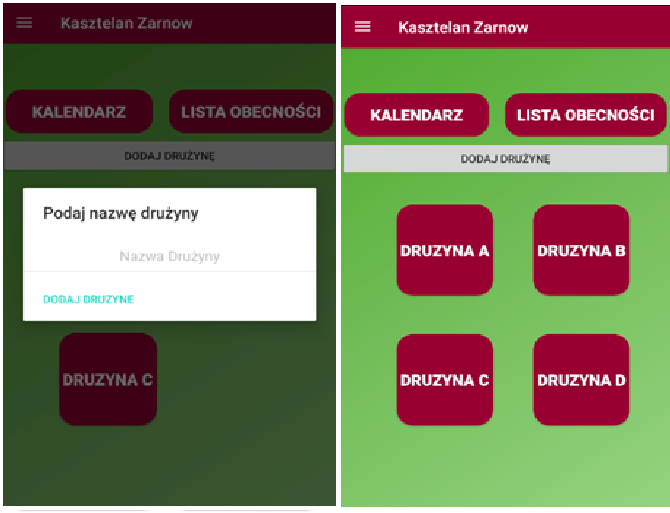 Kasztelan Zarnow
KALENDARZ
LISTA OBECNOŚCI
DODAJ DRUŻYNĘ
Podaj nazwę drużyny
Nazwa Drużyny
DODAJ DRUZYNE
DRUZYNA C
Kasztelan Zarnow
KALENDARZ
LISTA OBECNOŚCI
DODAJ DRUŻYNĘ
DRUZYNA A
DRUZYNA B
DRUZYNA C
DRUZYNA D